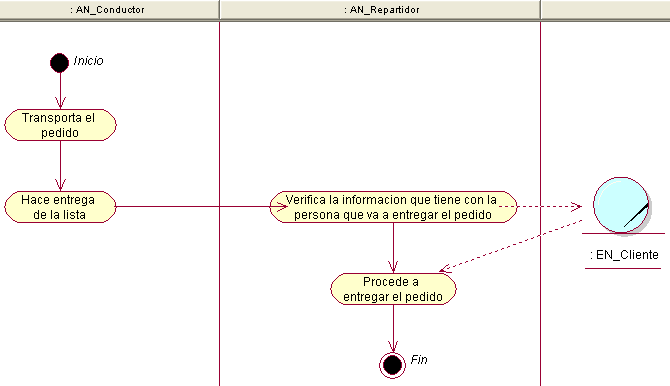 : AN_Conductor
: AN_Repartidor
Inicio
Transporta el
pedido
Hace entrega
de la lista
Verifica la informacion que tiene con la
persona que va a entregar el pedido
: EN_Cliente
Procede a
entregar el pedido
Fin